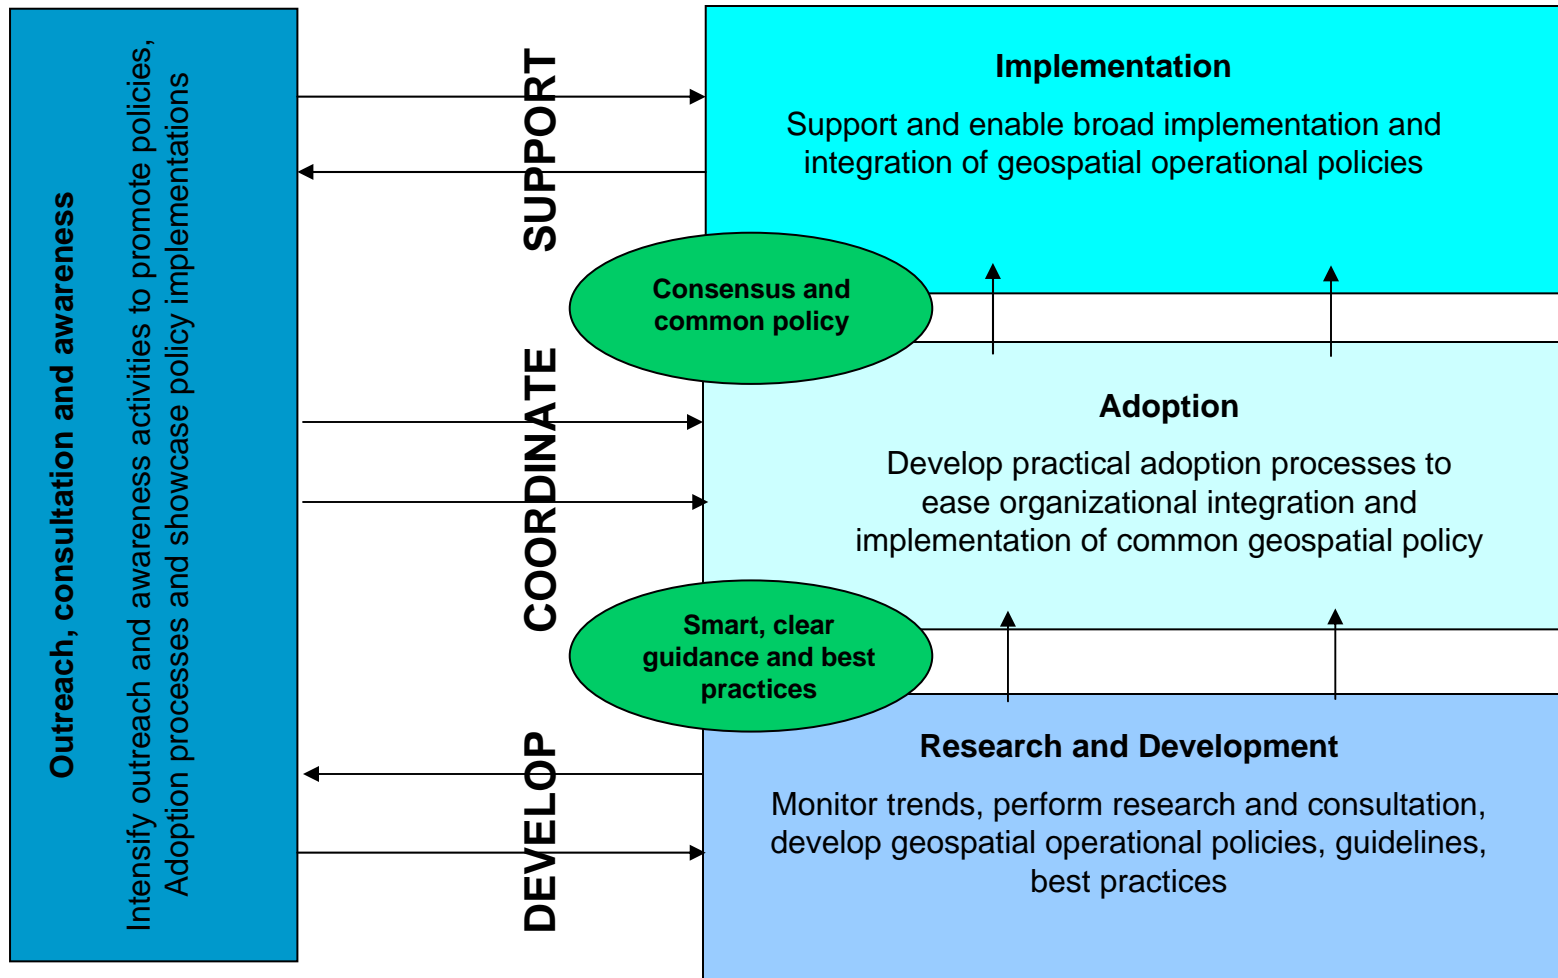 Outreach, consultation and awareness
Intensify outreach and awareness activities to promote policies,
Adoption processes and showcase policy implementations
SUPPORT
COORDINATE
DEVELOP
Implementation
Support and enable broad implementation and
integration of geospatial operational policies
Consensus and
common policy
Adoption
Develop practical adoption processes to
ease organizational integration and
implementation of common geospatial policy
Smart, clear
guidance and best
practices
Research and Development
Monitor trends, perform research and consultation,
develop geospatial operational policies, guidelines,
best practices